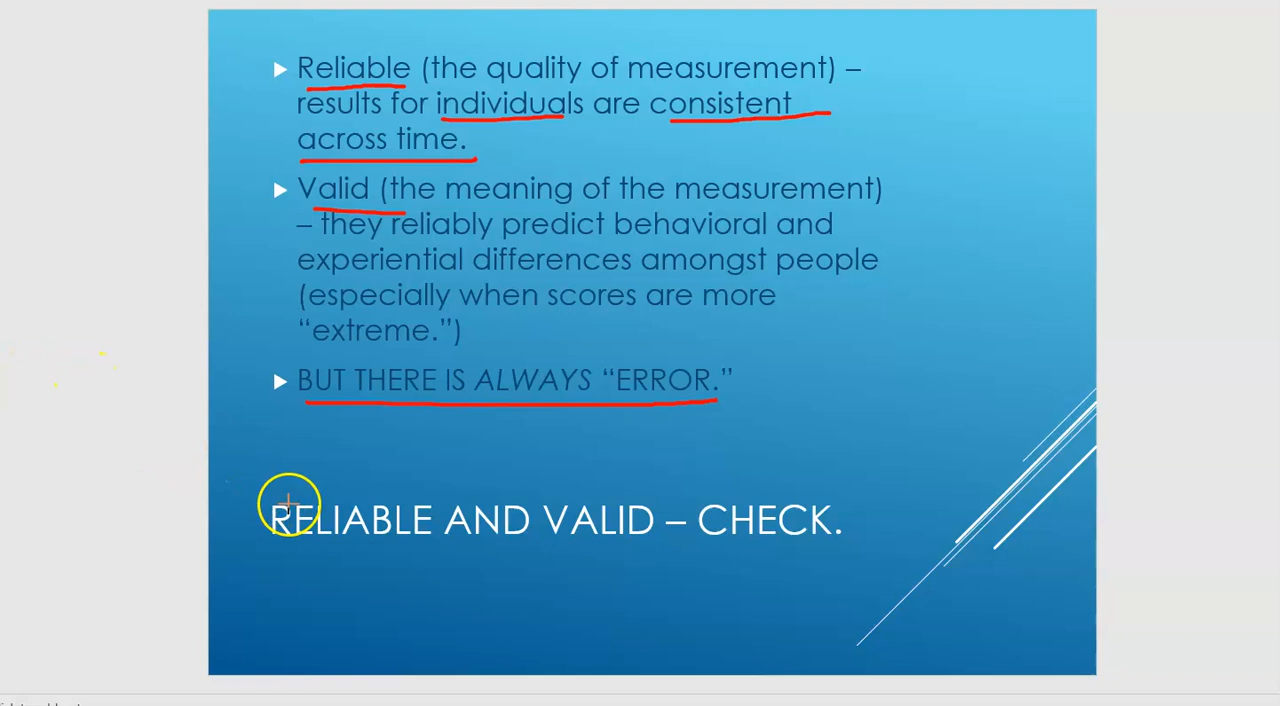 Reliable (the quality of measurement) –
results for individuals are consistent
across time.
Valid (the meaning of the measurement)
– they reliably predict behavioral and
experiential differences amongst people
(especially when scores are more
“extreme.”)
BUT THERE IS ALWAYS “ERROR.”
RELIABLE AND VALID – CHECK.